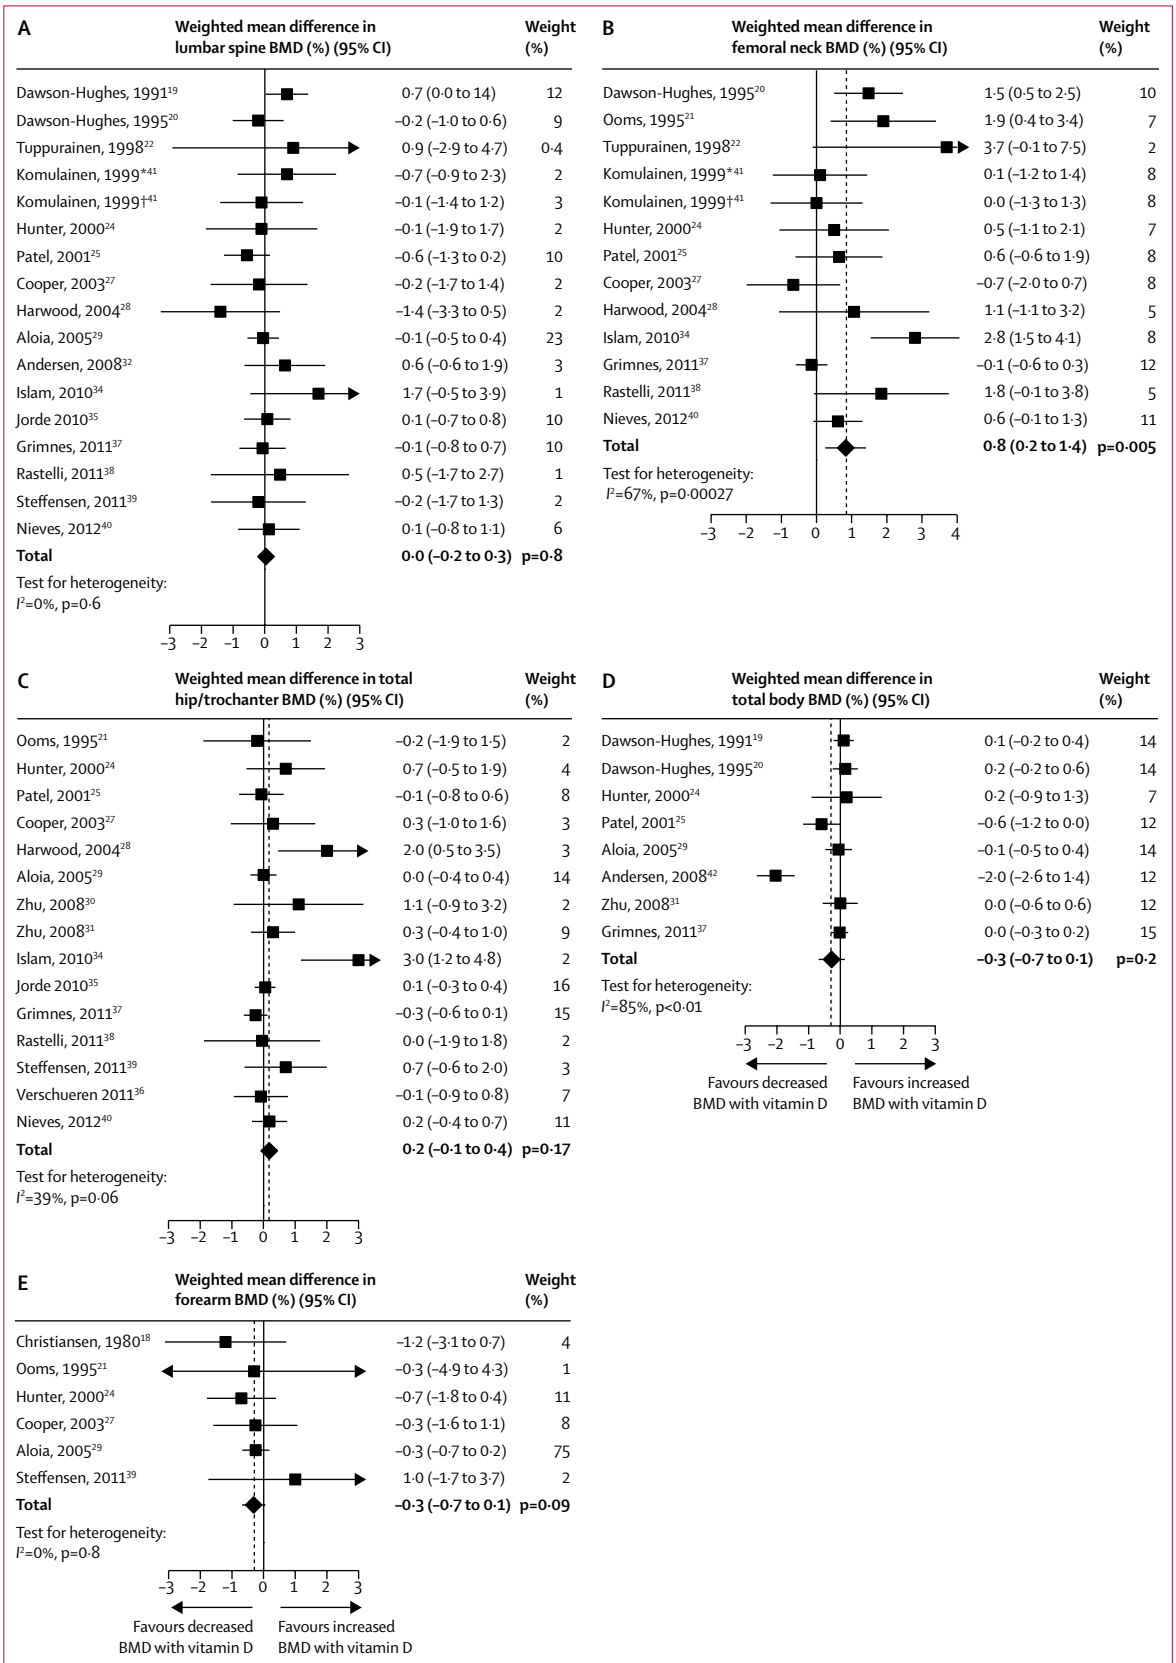 A Weighted mean difference in lumbar spine BMD (%) (95% CI) Weight (%)
Dawson-Hughes, 1991¹⁹ 0·7 (0·0 to 14) 12
Dawson-Hughes, 1995²⁰ –0·2 (–1·0 to 0·6) 9
Tuppurainen, 1998²² 0·9 (–2·9 to 4·7) 0·4
Komulainen, 1999*⁴¹ –0·7 (–0·9 to 2·3) 2
Komulainen, 1999†⁴¹ –0·1 (–1·4 to 1·2) 3
Hunter, 2000²⁴ –0·1 (–1·9 to 1·7) 2
Patel, 2001²⁵ –0·6 (–1·3 to 0·2) 10
Cooper, 2003²⁷ –0·2 (–1·7 to 1·4) 2
Harwood, 2004²⁸ –1·4 (–3·3 to 0·5) 2
Aloia, 2005²⁹ –0·1 (–0·5 to 0·4) 23
Andersen, 2008³² 0·6 (–0·6 to 1·9) 3
Islam, 2010³⁴ 1·7 (–0·5 to 3·9) 1
Jorde 2010³⁵ 0·1 (–0·7 to 0·8) 10
Grimnes, 2011³⁷ –0·1 (–0·8 to 0·7) 10
Rastelli, 2011³⁸ 0·5 (–1·7 to 2·7) 1
Steffensen, 2011³⁹ –0·2 (–1·7 to 1·3) 2
Nieves, 2012⁴⁰ 0·1 (–0·8 to 1·1) 6
Total 0·0 (–0·2 to 0·3) p=0·8
Test for heterogeneity:
I²=0%, p=0·6
–3 –2 –1 0 1 2 3
B Weighted mean difference in femoral neck BMD (%) (95% CI) Weight (%)
Dawson-Hughes, 1995²⁰ 1·5 (0·5 to 2·5) 10
Ooms, 1995²¹ 1·9 (0·4 to 3·4) 7
Tuppurainen, 1998²² 3·7 (–0·1 to 7·5) 2
Komulainen, 1999*⁴¹ 0·1 (–1·2 to 1·4) 8
Komulainen, 1999†⁴¹ 0·0 (–1·3 to 1·3) 8
Hunter, 2000²⁴ 0·5 (–1·1 to 2·1) 7
Patel, 2001²⁵ 0·6 (–0·6 to 1·9) 8
Cooper, 2003²⁷ –0·7 (–2·0 to 0·7) 8
Harwood, 2004²⁸ 1·1 (–1·1 to 3·2) 5
Islam, 2010³⁴ 2·8 (1·5 to 4·1) 8
Grimnes, 2011³⁷ –0·1 (–0·6 to 0·3) 12
Rastelli, 2011³⁸ 1·8 (–0·1 to 3·8) 5
Nieves, 2012⁴⁰ 0·6 (–0·1 to 1·3) 11
Total 0·8 (0·2 to 1·4) p=0·005
Test for heterogeneity:
I²=67%, p=0·00027
–3 –2 –1 0 1 2 3 4
C Weighted mean difference in total hip/trochanter BMD (%) (95% CI) Weight (%)
Ooms, 1995²¹ –0·2 (–1·9 to 1·5) 2
Hunter, 2000²⁴ 0·7 (–0·5 to 1·9) 4
Patel, 2001²⁵ –0·1 (–0·8 to 0·6) 8
Cooper, 2003²⁷ 0·3 (–1·0 to 1·6) 3
Harwood, 2004²⁸ 2·0 (0·5 to 3·5) 3
Aloia, 2005²⁹ 0·0 (–0·4 to 0·4) 14
Zhu, 2008³⁰ 1·1 (–0·9 to 3·2) 2
Zhu, 2008³¹ 0·3 (–0·4 to 1·0) 9
Islam, 2010³⁴ 3·0 (1·2 to 4·8) 2
Jorde 2010³⁵ 0·1 (–0·3 to 0·4) 16
Grimnes, 2011³⁷ –0·3 (–0·6 to 0·1) 15
Rastelli, 2011³⁸ 0·0 (–1·9 to 1·8) 2
Steffensen, 2011³⁹ 0·7 (–0·6 to 2·0) 3
Verschueren 2011³⁶ –0·1 (–0·9 to 0·8) 7
Nieves, 2012⁴⁰ 0·2 (–0·4 to 0·7) 11
Total 0·2 (–0·1 to 0·4) p=0·17
Test for heterogeneity:
I²=39%, p=0·06
–3 –2 –1 0 1 2 3
D Weighted mean difference in total body BMD (%) (95% CI) Weight (%)
Dawson-Hughes, 1991¹⁹ 0·1 (–0·2 to 0·4) 14
Dawson-Hughes, 1995²⁰ 0·2 (–0·2 to 0·6) 14
Hunter, 2000²⁴ 0·2 (–0·9 to 1·3) 7
Patel, 2001²⁵ –0·6 (–1·2 to 0·0) 12
Aloia, 2005²⁹ –0·1 (–0·5 to 0·4) 14
Andersen, 2008⁴² –2·0 (–2·6 to 1·4) 12
Zhu, 2008³¹ 0·0 (–0·6 to 0·6) 12
Grimnes, 2011³⁷ 0·0 (–0·3 to 0·2) 15
Total –0·3 (–0·7 to 0·1) p=0·2
Test for heterogeneity:
I²=85%, p<0·01
–3 –2 –1 0 1 2 3
Favours decreased BMD with vitamin D
Favours increased BMD with vitamin D
E Weighted mean difference in forearm BMD (%) (95% CI) Weight (%)
Christiansen, 1980¹⁸ –1·2 (–3·1 to 0·7) 4
Ooms, 1995²¹ –0·3 (–4·9 to 4·3) 1
Hunter, 2000²⁴ –0·7 (–1·8 to 0·4) 11
Cooper, 2003²⁷ –0·3 (–1·6 to 1·1) 8
Aloia, 2005²⁹ –0·3 (–0·7 to 0·2) 75
Steffensen, 2011³⁹ 1·0 (–1·7 to 3·7) 2
Total –0·3 (–0·7 to 0·1) p=0·09
Test for heterogeneity:
I²=0%, p=0·8
–3 –2 –1 0 1 2 3
Favours decreased BMD with vitamin D
Favours increased BMD with vitamin D